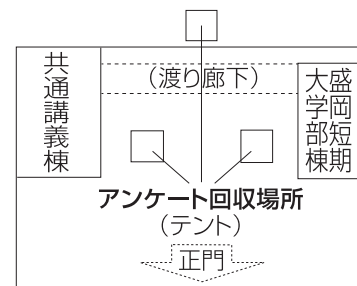 共通講義棟
（渡り廊下）
盛岡短期
大学部棟
アンケート回収場所
（テント）
正門